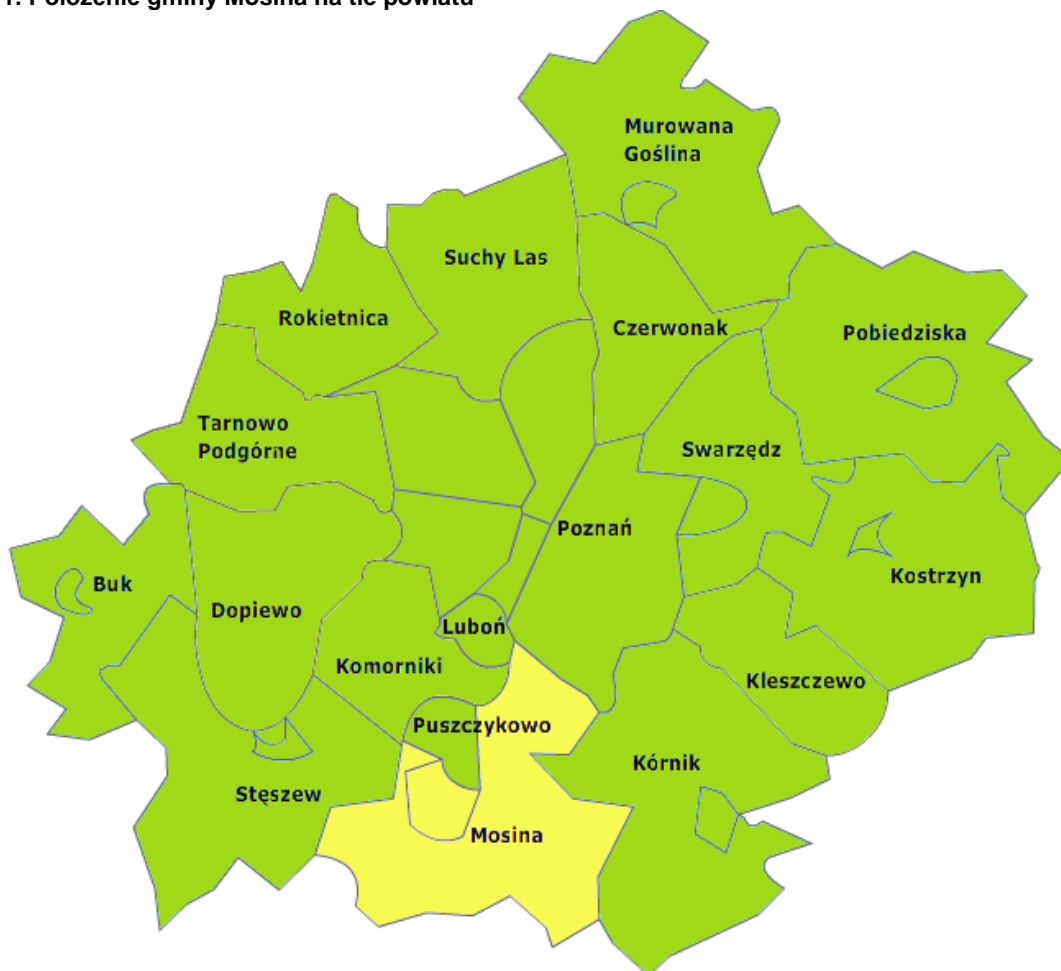 1. Położenie gminy Mosina na tle powiatu
Murowana
Goślina
Suchy Las
Rokietnica
Czerwonak
Pobiedziska
Tarnowo
Podgórne
Swarzędz
Poznań
Buk
Kostrzyn
Dopiewo
Luboń
Komorniki
Kleszczewo
Puszczykowo
Kórnik
Stęszew
Mosina